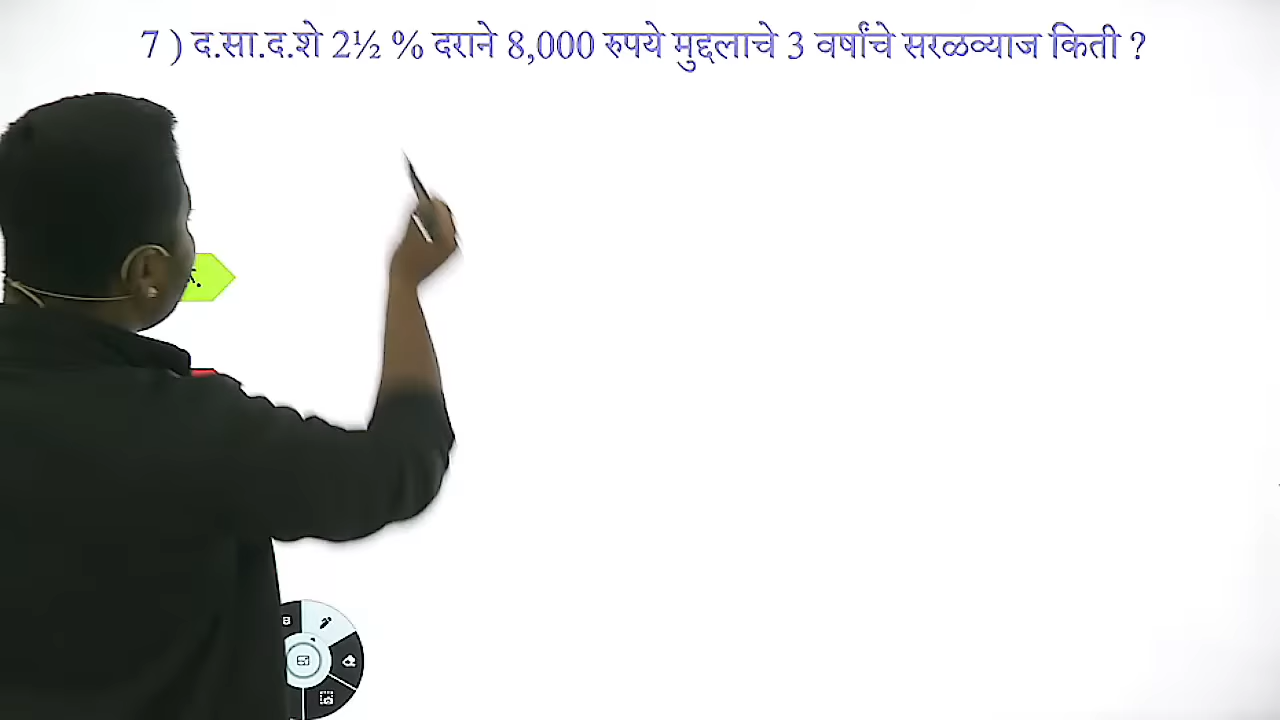 7 ) द.सा.द.शे 2½ % दराने 8,000 रुपये मुद्दलाचे 3 वर्षांचे सरळव्याज किती ?